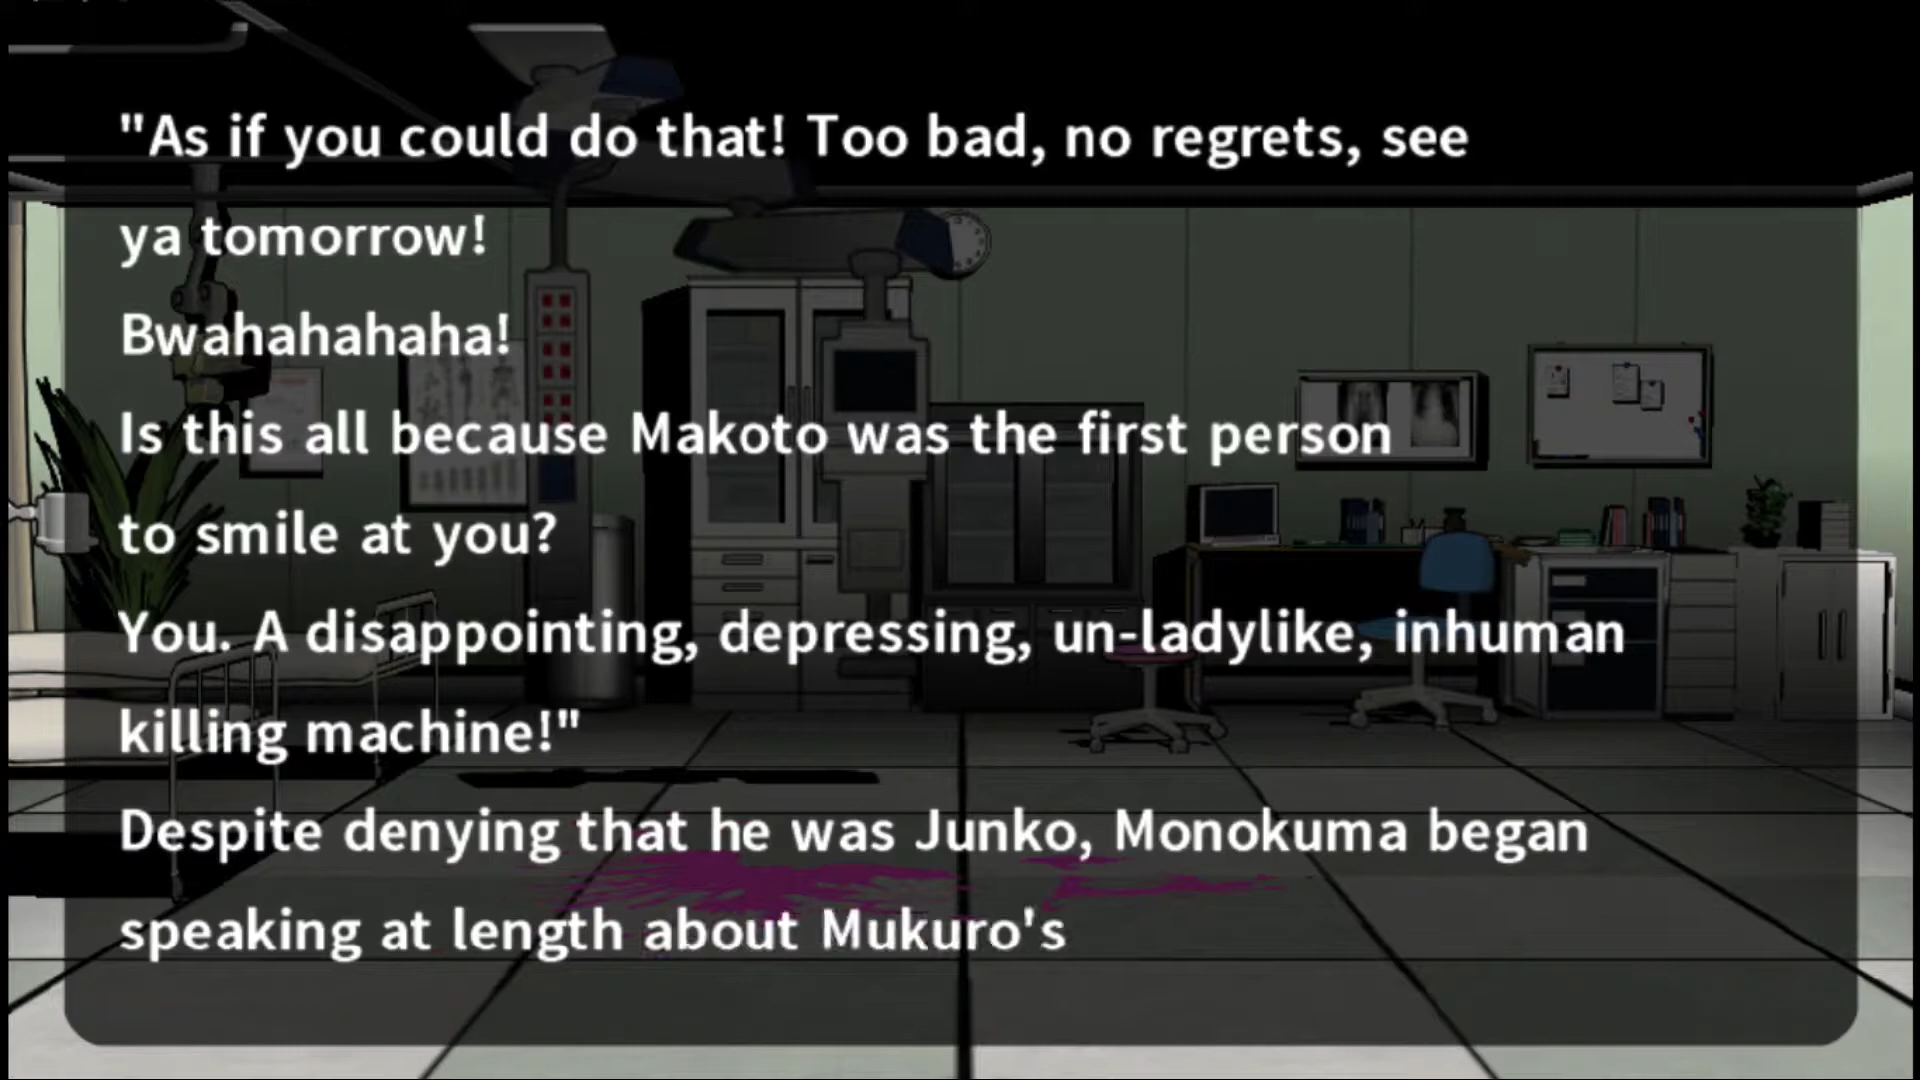 "As if you could do that! Too bad, no regrets, see
ya tomorrow!
Bwahahahaha!
Is this all because Makoto was the first person
to smile at you?
You. A disappointing, depressing, un-ladylike, inhuman
killing machine!"
Despite denying that he was Junko, Monokuma began
speaking at length about Mukuro's